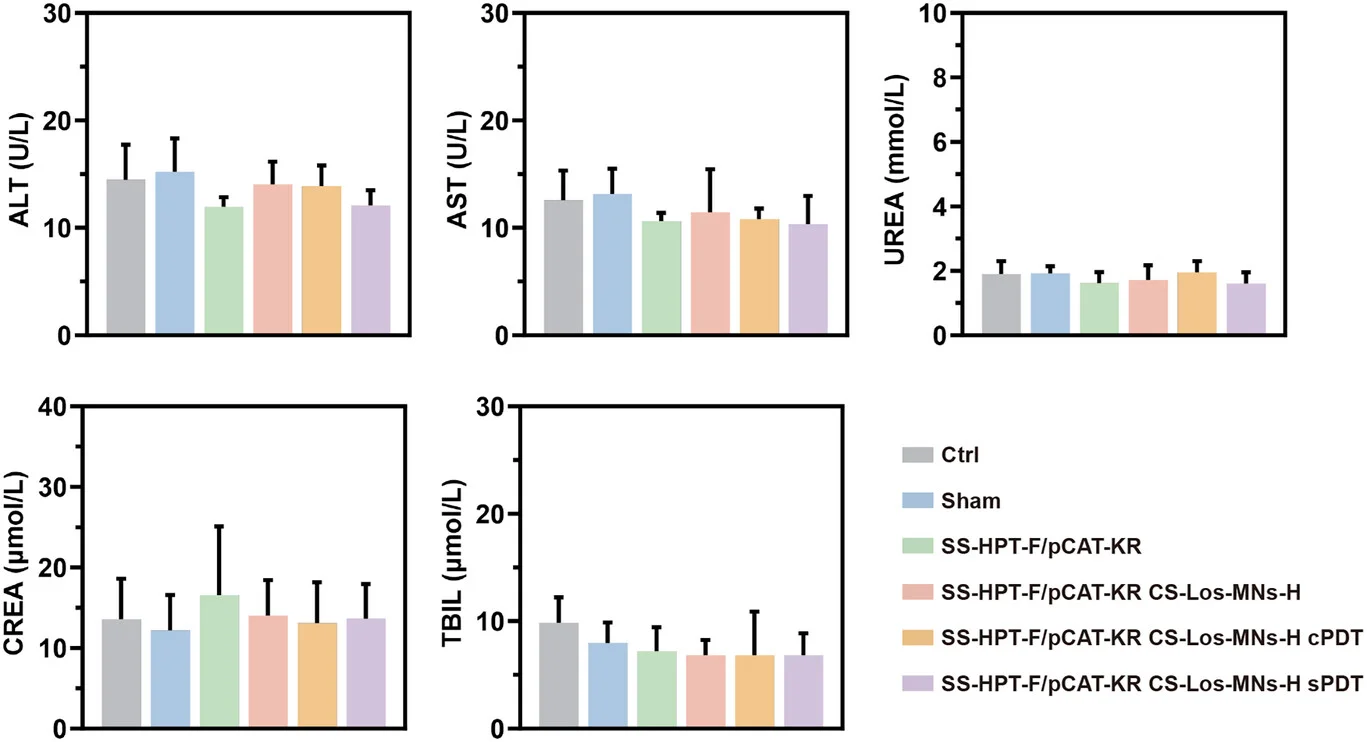 30
20
10
0
ALT (U/L)
30
20
10
0
AST (U/L)
10
8
6
4
2
0
UREA (mmol/L)
40
30
20
10
0
CREA (μmol/L)
30
20
10
0
TBIL (μmol/L)
Ctrl
Sham
SS-HPT-F/pCAT-KR
SS-HPT-F/pCAT-KR CS-Los-MNs-H
SS-HPT-F/pCAT-KR CS-Los-MNs-H cPDT
SS-HPT-F/pCAT-KR CS-Los-MNs-H sPDT